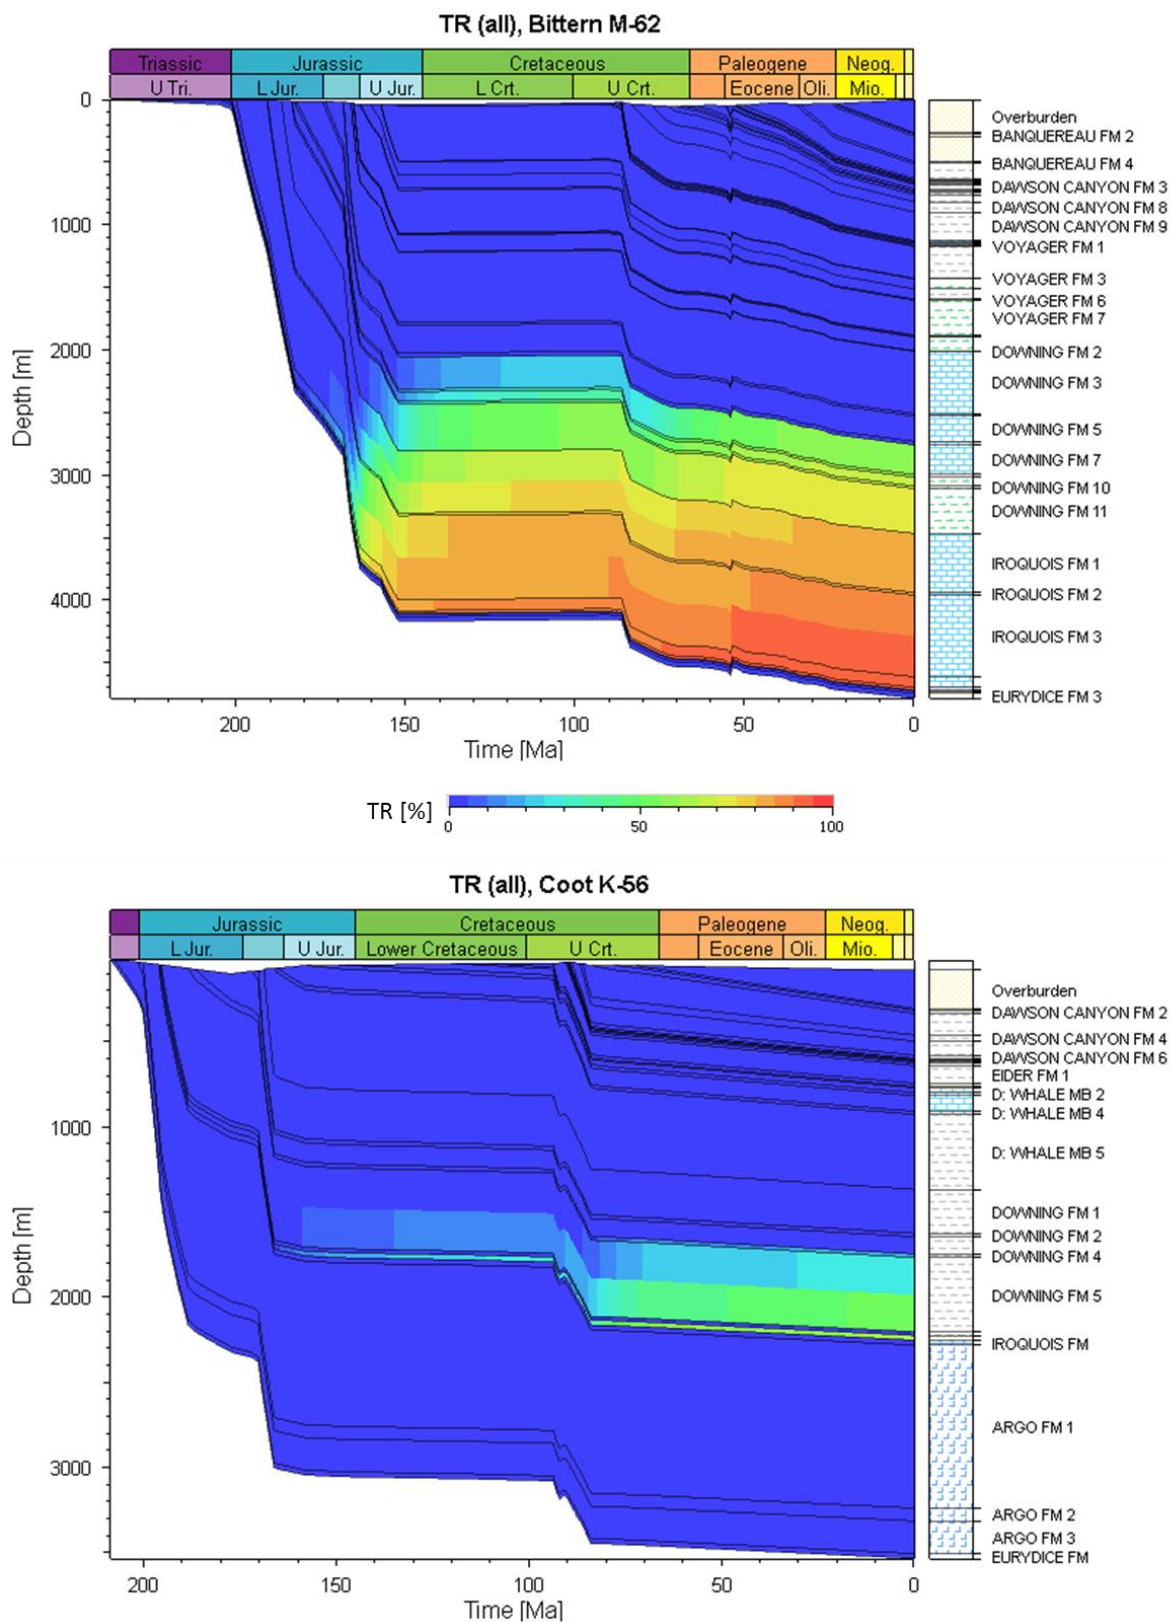 TR (all), Bittern M-62
Triassic Jurassic Cretaceous Paleogene Neog.
U Tri. L Jur. U Jur. L Crt. U Crt. Eocene Oli. Mio.
0
1000
2000
3000
4000
Depth [m]
Overburden
BANQUEREAU FM 2
BANQUEREAU FM 4
DAWSON CANYON FM 3
DAWSON CANYON FM 8
DAWSON CANYON FM 9
VOYAGER FM 1
VOYAGER FM 3
VOYAGER FM 6
VOYAGER FM 7
DOWNING FM 2
DOWNING FM 3
DOWNING FM 5
DOWNING FM 7
DOWNING FM 10
DOWNING FM 11
IROQUOIS FM 1
IROQUOIS FM 2
IROQUOIS FM 3
EURYDICE FM 3
200 150 100 50 0
Time [Ma]
TR [%]
0 50 100
TR (all), Coot K-56
Jurassic Cretaceous Paleogene Neog.
L Jur. U Jur. Lower Cretaceous U Crt. Eocene Oli. Mio.
1000
2000
3000
Depth [m]
Overburden
DAWSON CANYON FM 2
DAWSON CANYON FM 4
DAWSON CANYON FM 6
EIDER FM 1
D: WHALE MB 2
D: WHALE MB 4
D: WHALE MB 5
DOWNING FM 1
DOWNING FM 2
DOWNING FM 4
DOWNING FM 5
IROQUOIS FM
ARGO FM 1
ARGO FM 2
ARGO FM 3
EURYDICE FM
200 150 100 50 0
Time [Ma]